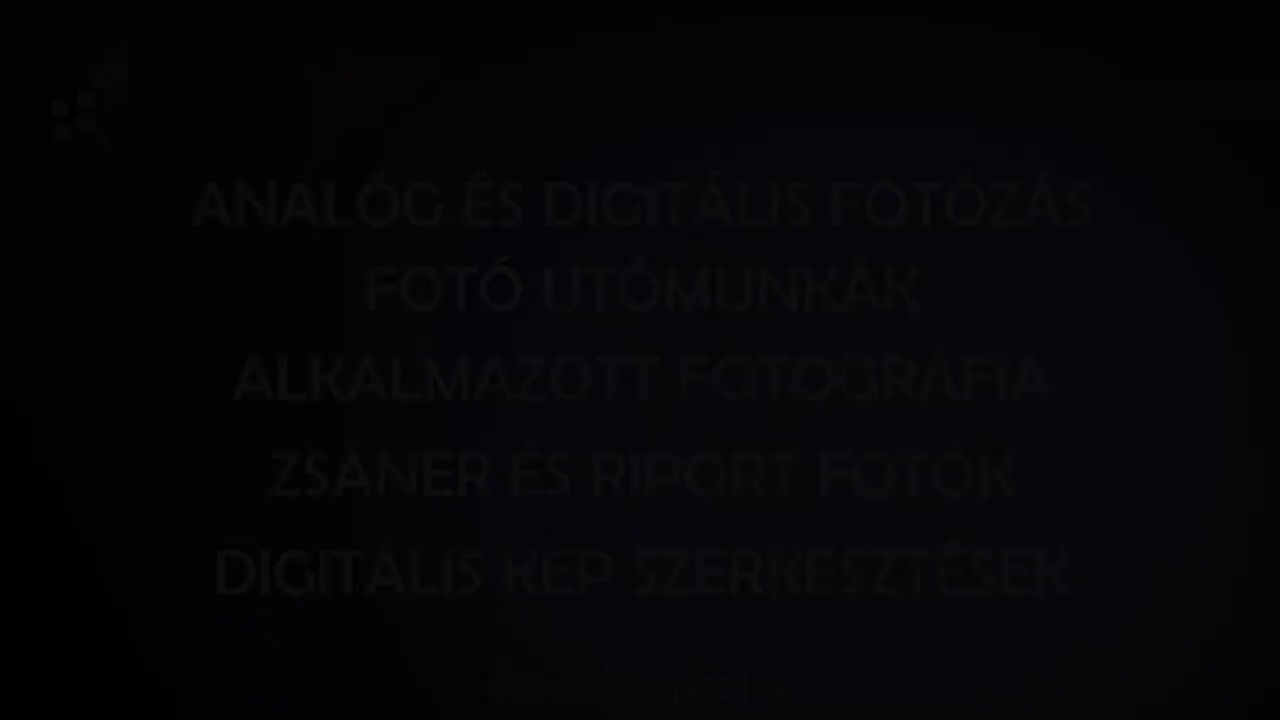 ANALÓG ÉS DIGITÁLIS FOTÓZÁS
FOTÓ UTÓMUNKÁK
ALKALMAZOTT FOTOGRÁFIA
ZSÁNER ÉS RIPORT FOTÓK
DIGITÁLIS KÉP SZERKESZTÉSEK